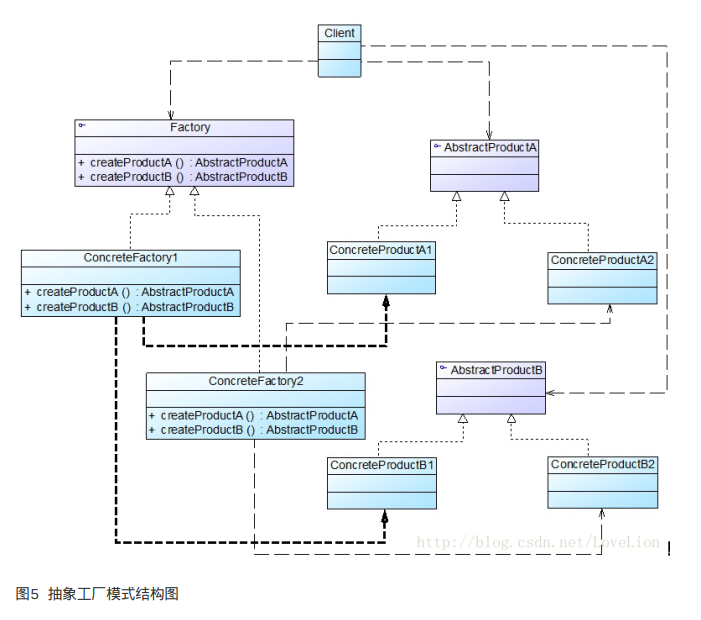 Client
Factory
+ createProductA () : AbstractProductA
+ createProductB () : AbstractProductB
AbstractProductA
ConcreteFactory1
+ createProductA () : AbstractProductA
+ createProductB () : AbstractProductB
ConcreteProductA1
ConcreteProductA2
ConcreteFactory2
+ createProductA () : AbstractProductA
+ createProductB () : AbstractProductB
AbstractProductB
ConcreteProductB1
ConcreteProductB2
http://blog.csdn.net/LoveLion
!
图5 抽象工厂模式结构图